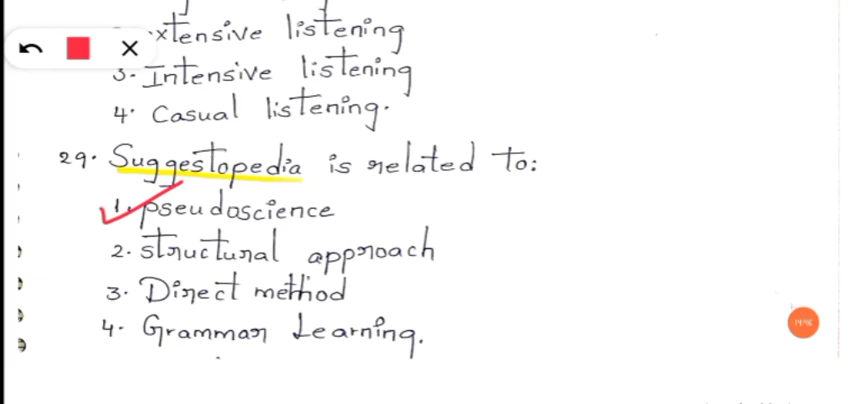 extensive listening
3. Intensive listening
4. Casual listening.
29. Suggestopedia is related to:
1. pseudoscience
2. structural approach
3. Direct method
4. Grammar Learning.